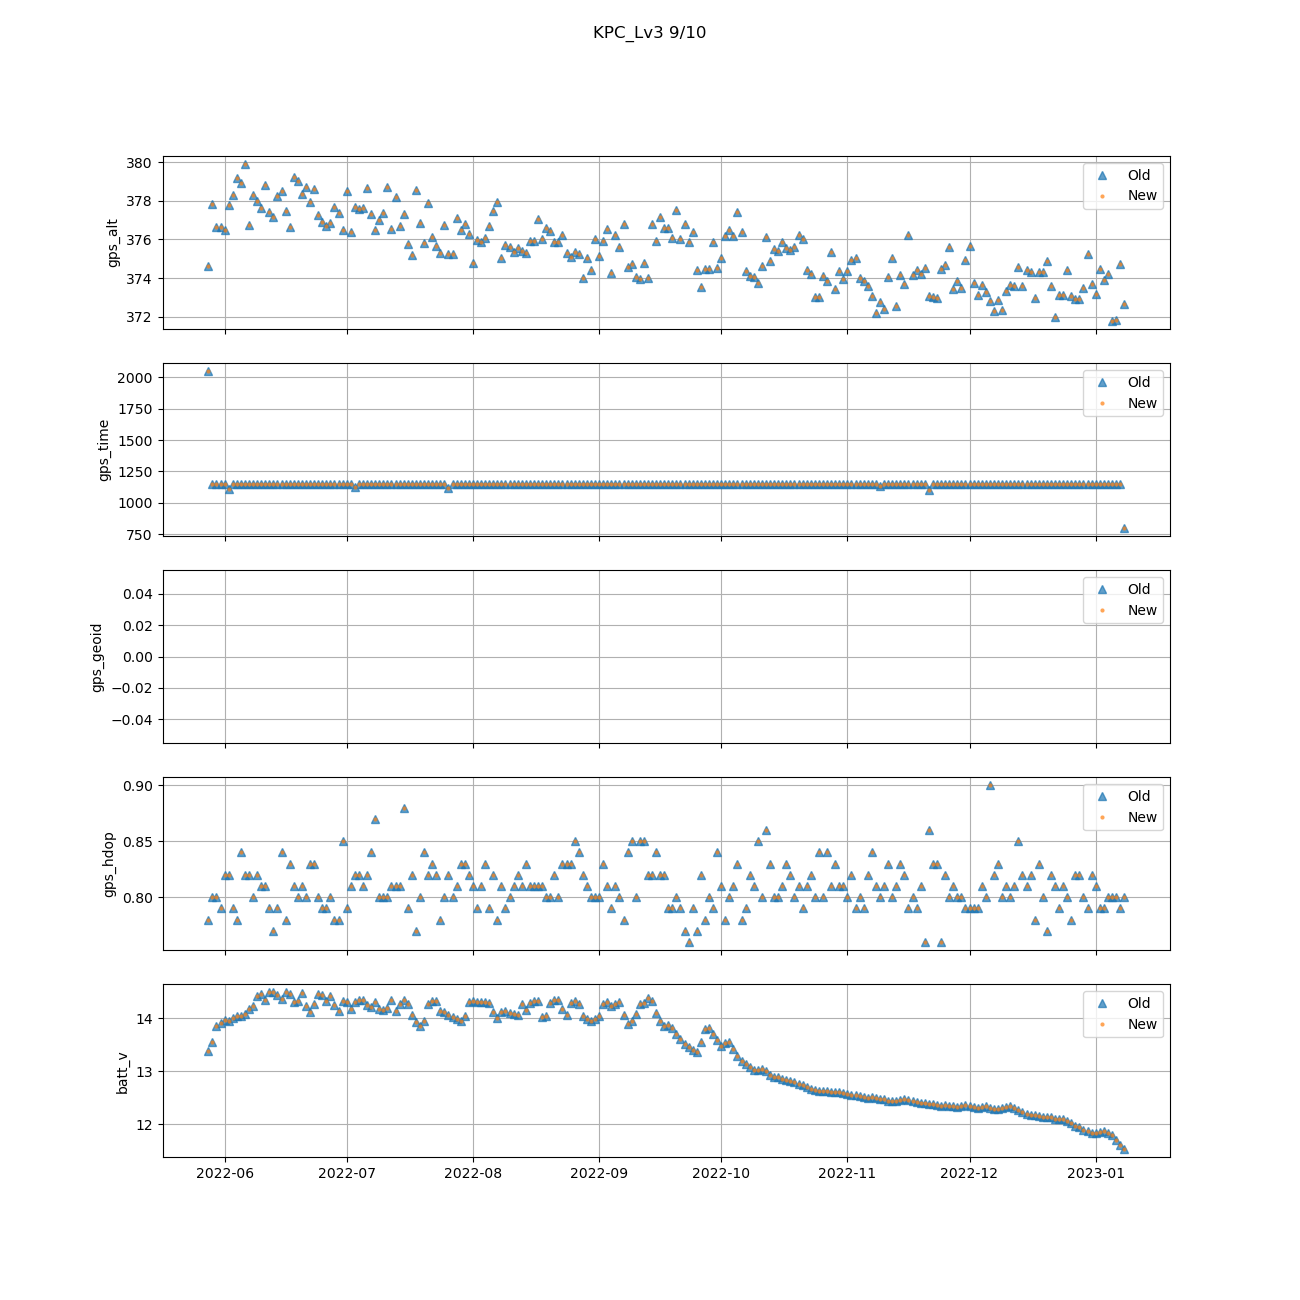 KPC_Lv3 9/10
380
378
376
374
372
gps_alt
Old
New
2000
1750
1500
1250
1000
750
gps_time
Old
New
0.04
0.02
0.00
−0.02
−0.04
gps_geoid
Old
New
0.90
0.85
0.80
gps_hdop
Old
New
14
13
12
batt_v
Old
New
2022-06 2022-07 2022-08 2022-09 2022-10 2022-11 2022-12 2023-01